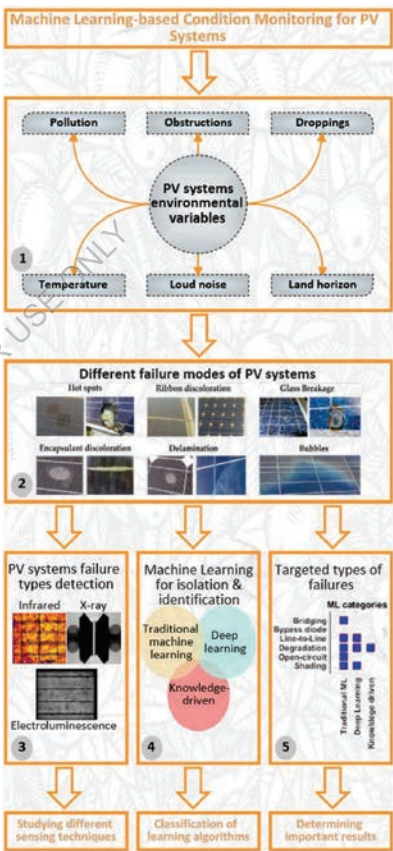 Machine Learning-based Condition Monitoring for PV
Systems
Pollution
Obstructions
Droppings
PV systems
environmental
variables
1
Temperature
Loud noise
Land horizon
R USE ONLY
Different failure modes of PV systems
Hot spots
Ribbon discoloration
Glass Breakage
Encapsulant discoloration
Delamination
Bubbles
2
PV systems failure
types detection
Infrared
X-ray
Electroluminescence
3
Machine Learning
for isolation &
identification
Traditional
machine
learning
Deep
learning
Knowledge-
driven
4
Targeted types of
failures
ML categories
Bridging
Bypass diode
Line-to-Line
Degradation
Open-circuit
Shading
Traditional ML
Deep Learning
Knowledge driven
5
Studying different
sensing techniques
Classification of
learning algorithms
Determining
important results